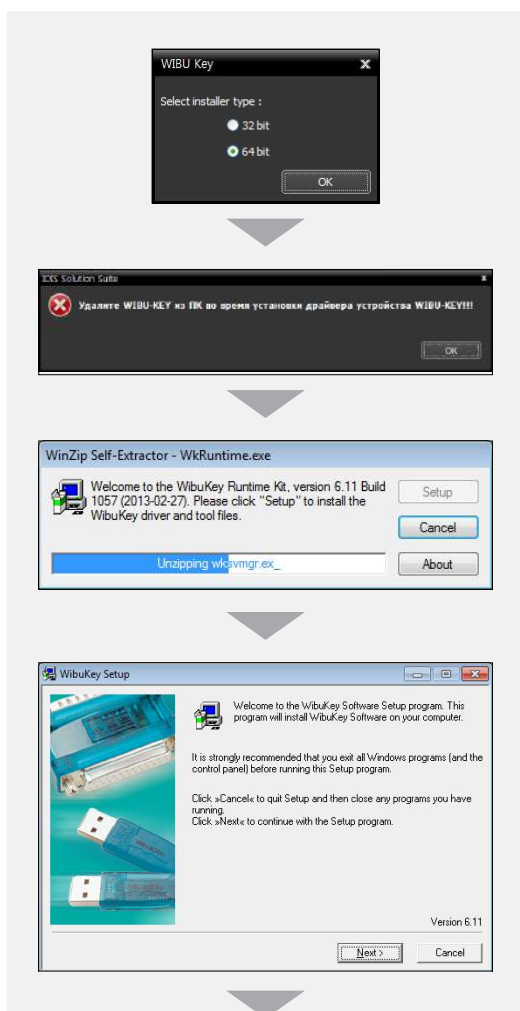 WIBU Key
x
Select installer type :
32 bit
64 bit
OK
IDIS Solution Suite
x
Удалите WIBU-KEY из ПК во время установки драйвера устройства WIBU-KEY!!!
OK
WinZip Self-Extractor - WkRuntime.exe
Welcome to the WibuKey Runtime Kit, version 6.11 Build
1057 (2013-02-27). Please click "Setup" to install the
WibuKey driver and tool files.
Setup
Cancel
Unzipping wksvmgr.ex_
About
WibuKey Setup
Welcome to the WibuKey Software Setup program. This
program will install WibuKey Software on your computer.
It is strongly recommended that you exit all Windows programs (and the
control panel) before running this Setup program.
Click »Cancel« to quit Setup and then close any programs you have
running.
Click »Next« to continue with the Setup program.
Version 6.11
Next >
Cancel